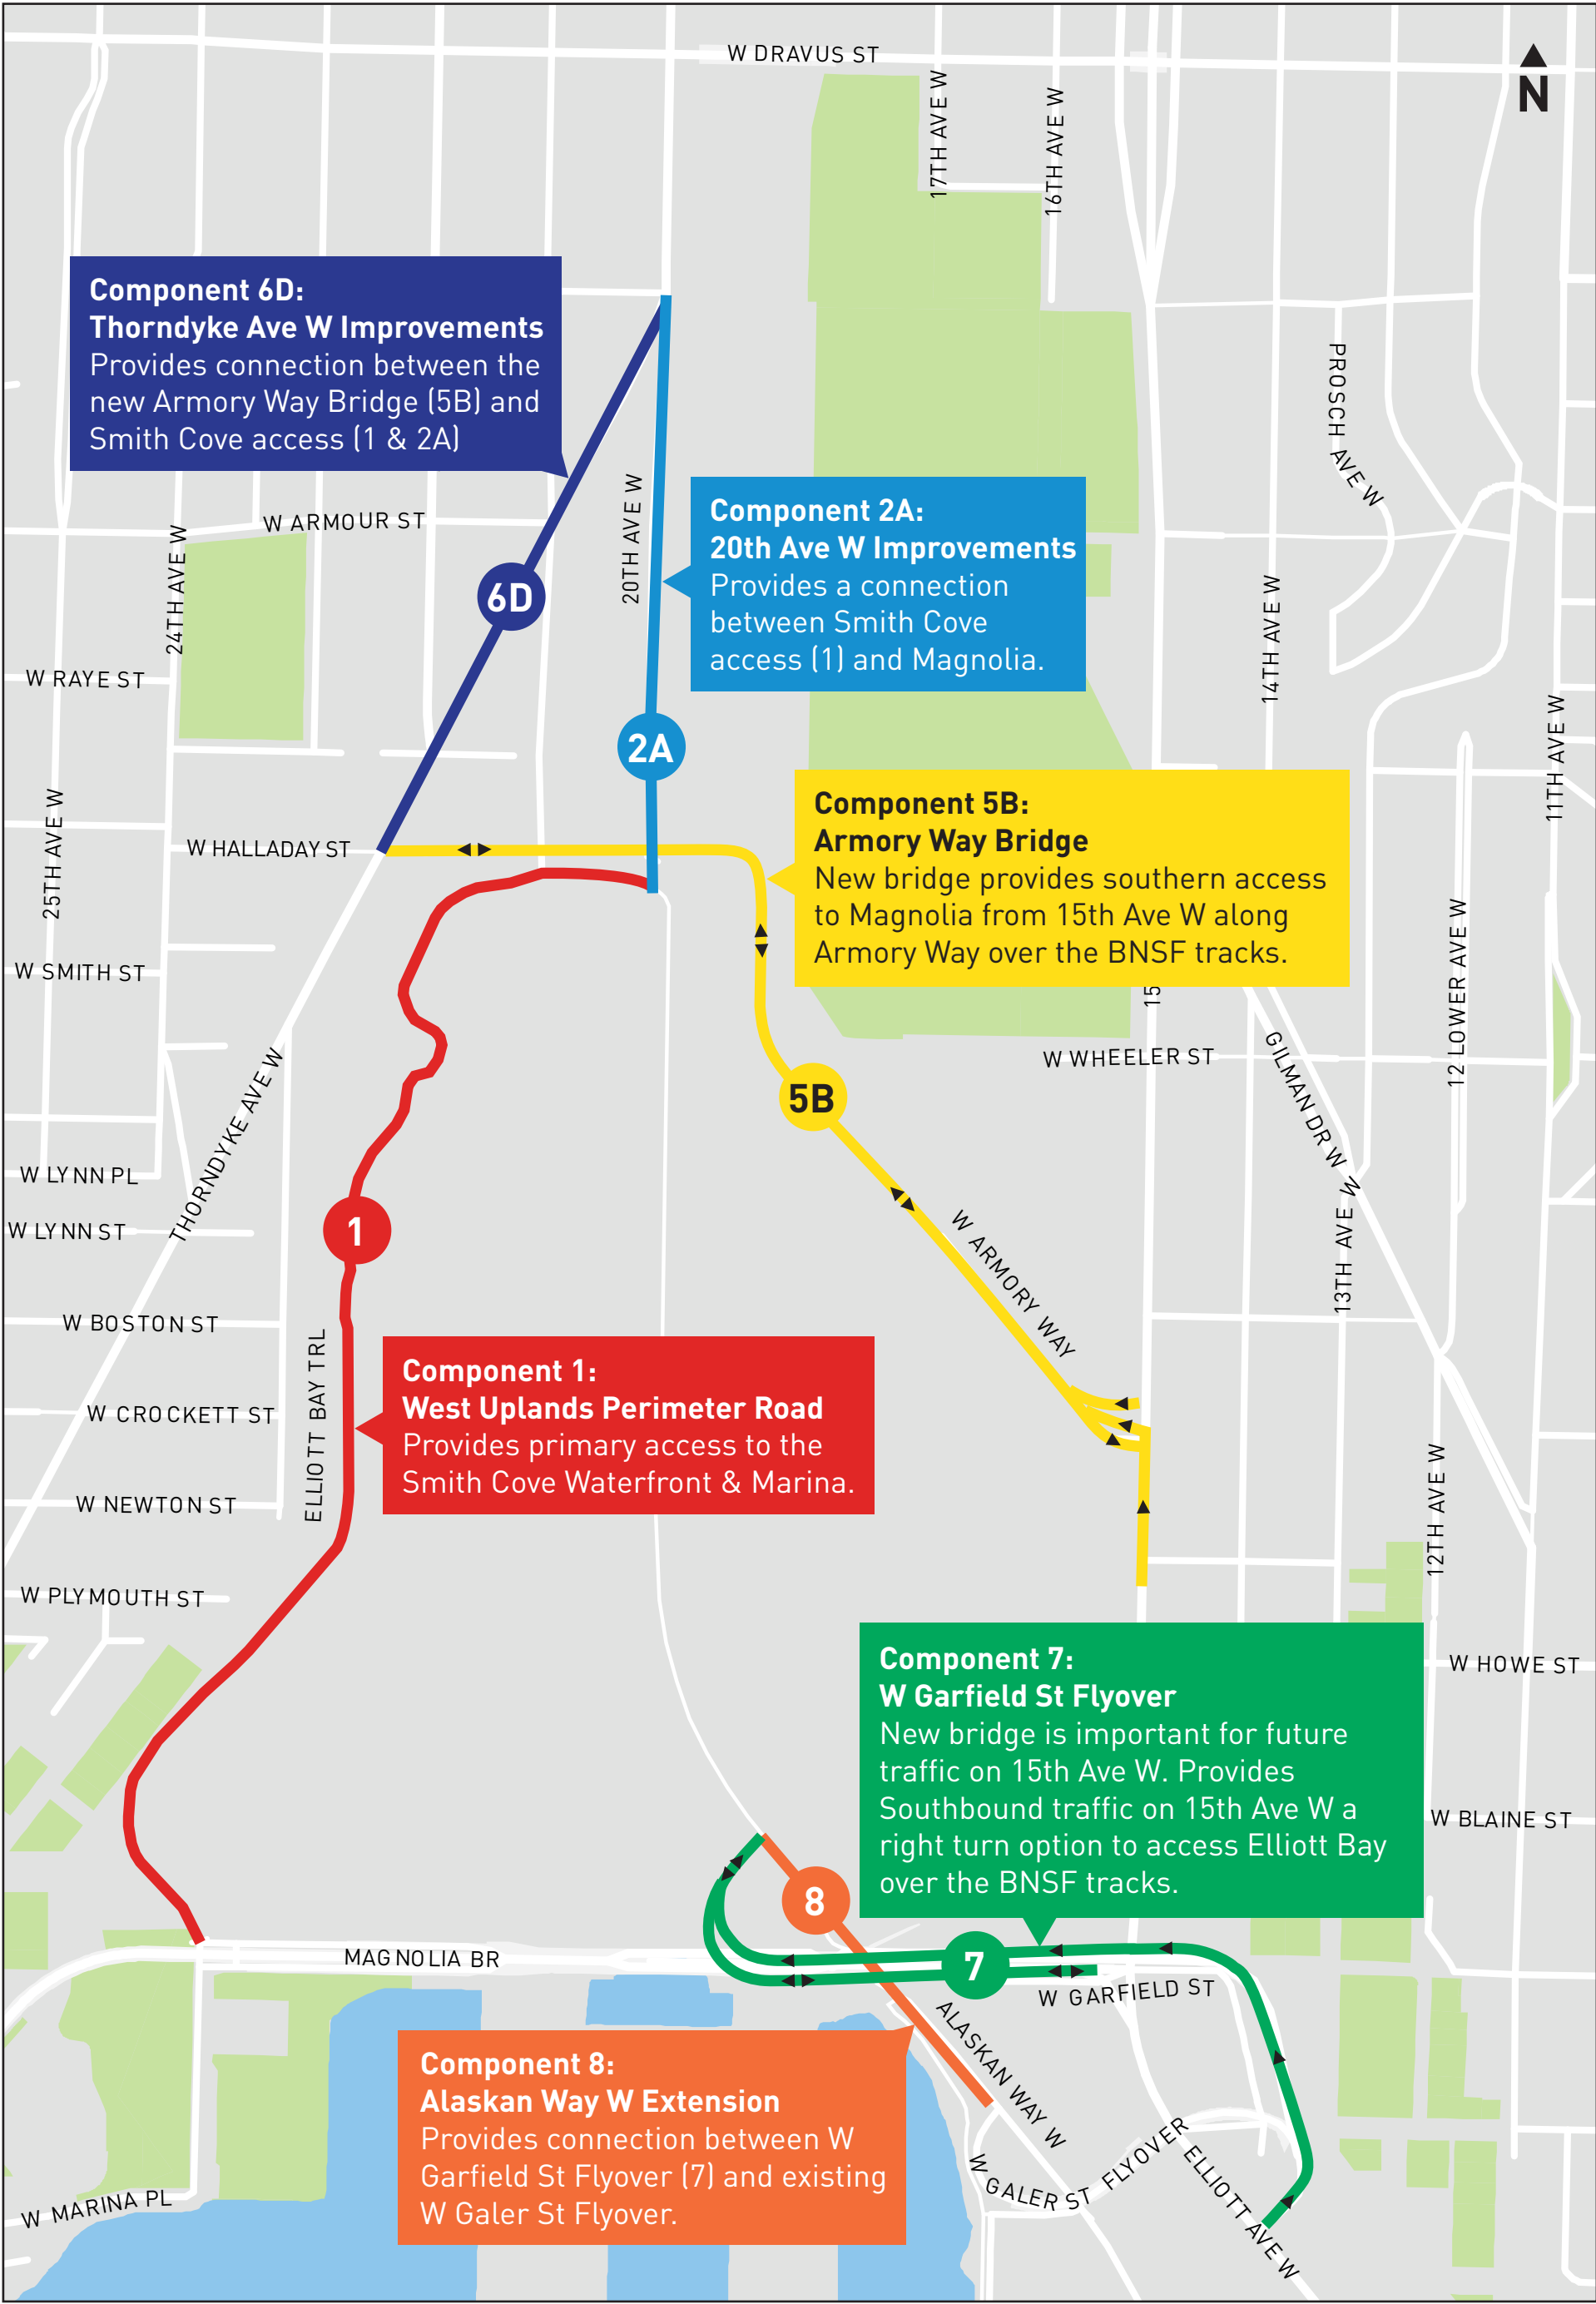 W DRAVUS ST
N
17TH AVE W
16TH AVE W
Component 6D:
Thorndyke Ave W Improvements
Provides connection between the
new Armory Way Bridge (5B) and
Smith Cove access (1 & 2A)
PROSCH AVE W
W ARMOUR ST
24TH AVE W
20TH AVE W
Component 2A:
20th Ave W Improvements
Provides a connection
between Smith Cove
access (1) and Magnolia.
6D
14TH AVE W
W RAYE ST
11TH AVE W
2A
25TH AVE W
W HALLADAY ST
Component 5B:
Armory Way Bridge
New bridge provides southern access
to Magnolia from 15th Ave W along
Armory Way over the BNSF tracks.
W SMITH ST
15
12 LOWER AVE W
GILMAN DR W
W WHEELER ST
5B
THORNDYKE AVE W
W LYNN PL
W LYNN ST
1
13TH AVE W
W ARMORY WAY
W BOSTON ST
ELLIOTT BAY TRL
Component 1:
West Uplands Perimeter Road
Provides primary access to the
Smith Cove Waterfront & Marina.
W CROCKETT ST
W NEWTON ST
12TH AVE W
W PLYMOUTH ST
Component 7:
W Garfield St Flyover
New bridge is important for future
traffic on 15th Ave W. Provides
Southbound traffic on 15th Ave W a
right turn option to access Elliott Bay
over the BNSF tracks.
W HOWE ST
W BLAINE ST
8
MAGNOLIA BR
7
W GARFIELD ST
ALASKAN WAY W
Component 8:
Alaskan Way W Extension
Provides connection between W
Garfield St Flyover (7) and existing
W Galer St Flyover.
W GALER ST FLYOVER
ELLIOTT AVE W
W MARINA PL